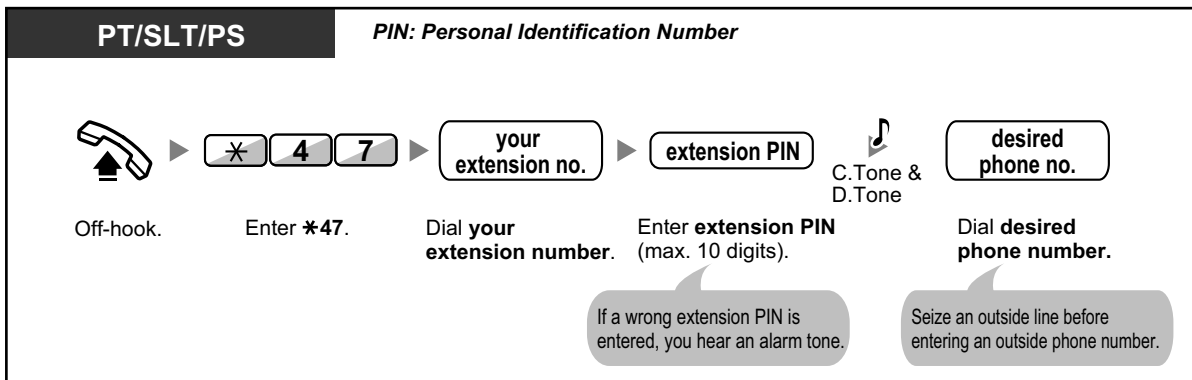 PT/SLT/PS
PIN: Personal Identification Number
* 4 7
your
extension no.
extension PIN
C.Tone &
D.Tone
desired
phone no.
Off-hook.
Enter *47.
Dial your
extension number.
Enter extension PIN
(max. 10 digits).
Dial desired
phone number.
If a wrong extension PIN is
entered, you hear an alarm tone.
Seize an outside line before
entering an outside phone number.